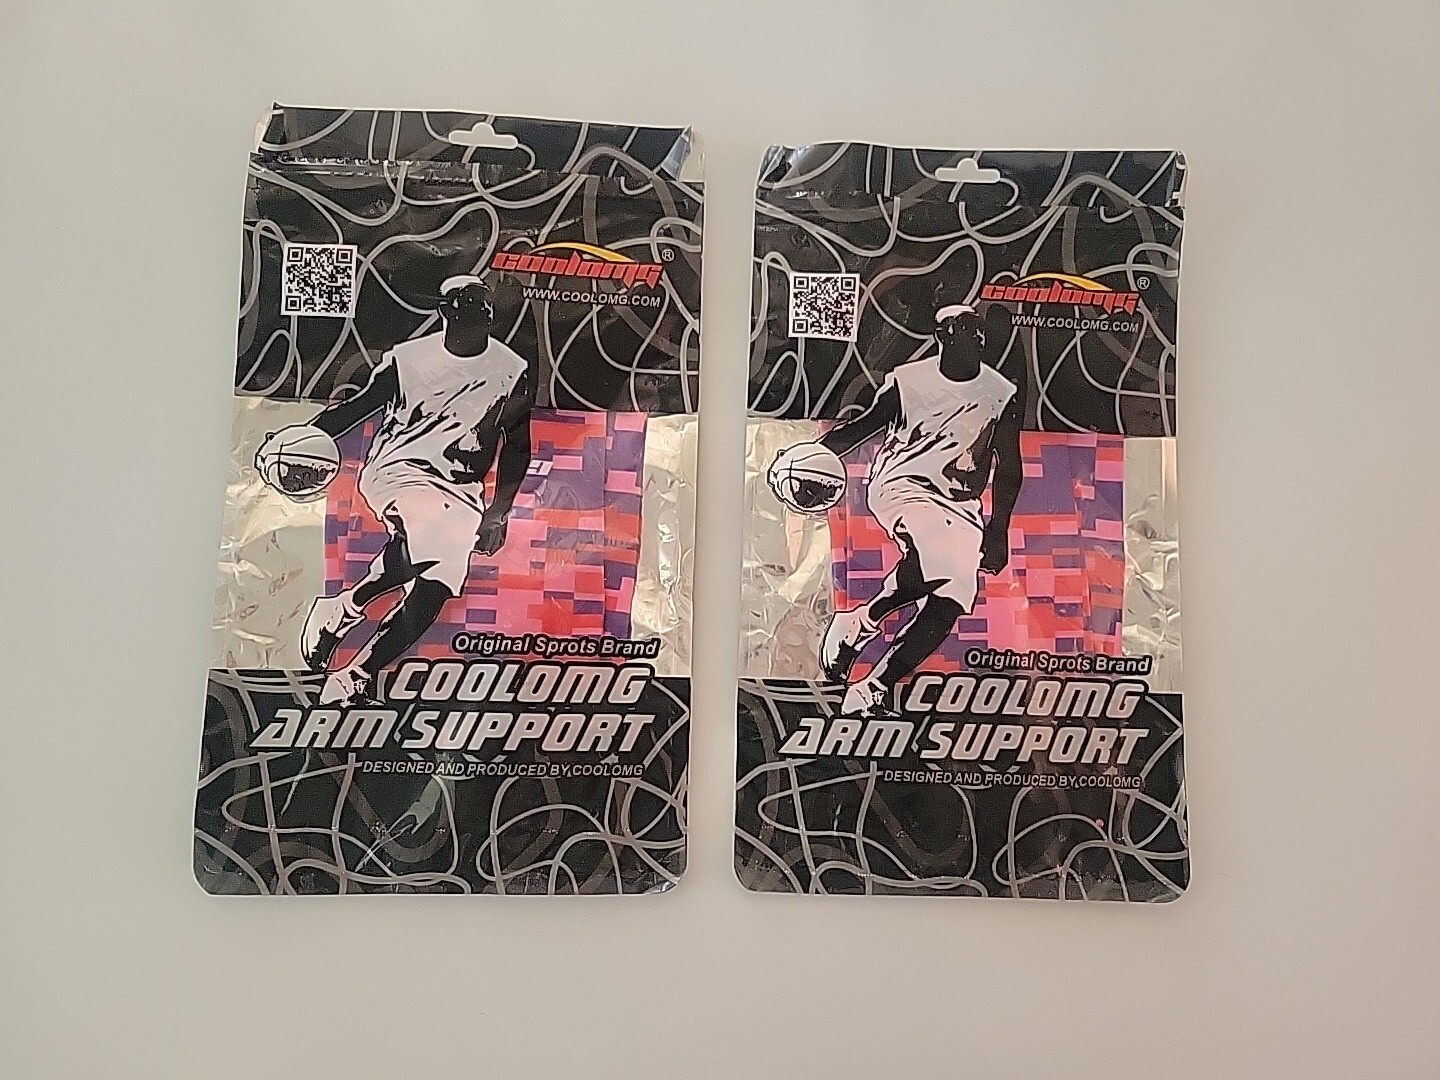 coolomg®
WWW.COOLOMG.COM
Original Sprots Brand
COOLOMG
ARM SUPPORT
DESIGNED AND PRODUCED BY COOLOMG
coolomg®
WWW.COOLOMG.COM
Original Sprots Brand
COOLOMG
ARM SUPPORT
DESIGNED AND PRODUCED BY COOLOMG